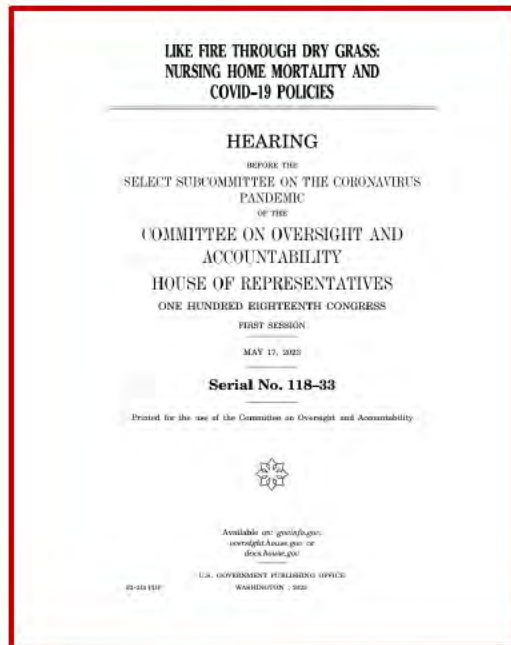 LIKE FIRE THROUGH DRY GRASS:
NURSING HOME MORTALITY AND
COVID–19 POLICIES
HEARING
BEFORE THE
SELECT SUBCOMMITTEE ON THE CORONAVIRUS
PANDEMIC
OF THE
COMMITTEE ON OVERSIGHT AND
ACCOUNTABILITY
HOUSE OF REPRESENTATIVES
ONE HUNDRED EIGHTEENTH CONGRESS
FIRST SESSION
MAY 17, 2023
Serial No. 118–33
Printed for the use of the Committee on Oversight and Accountability
Available on: govinfo.gov,
oversight.house.gov or
docs.house.gov
U.S. GOVERNMENT PUBLISHING OFFICE
PDF WASHINGTON : 2023